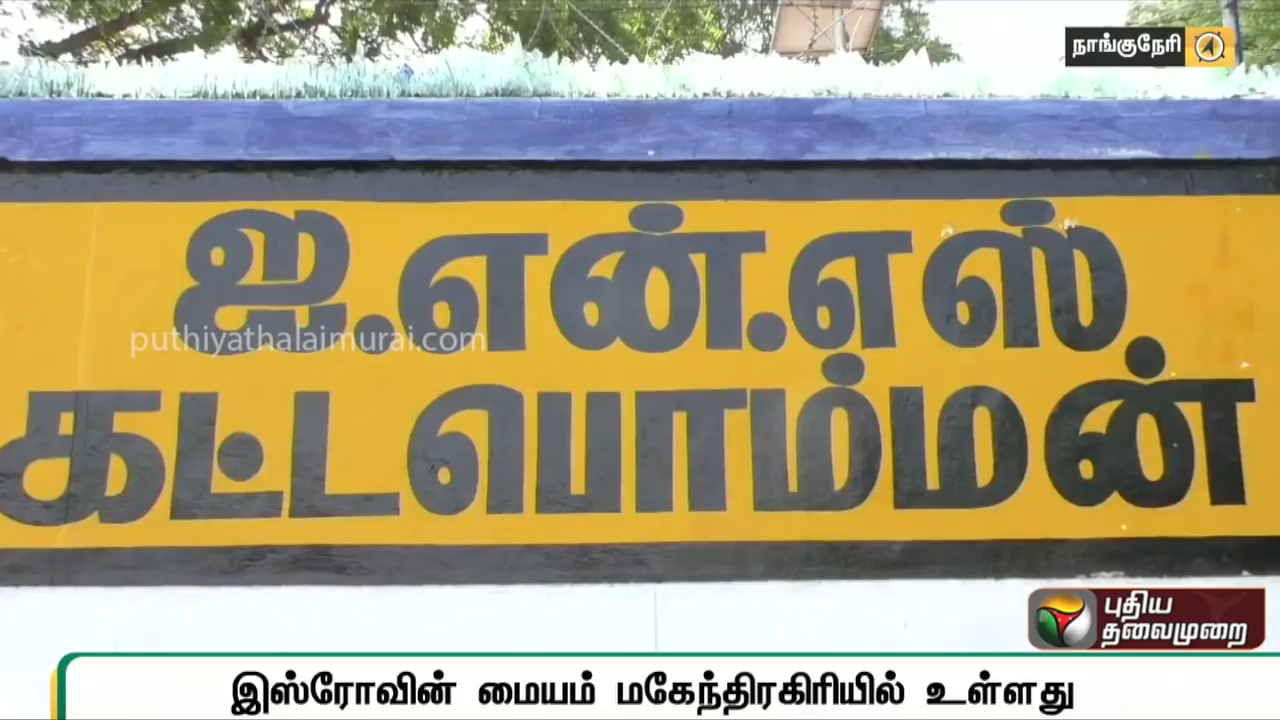 நாங்குநேரி
ஐ.என்.எஸ்
puthiyathalaimurai.com
கட்டபொம்மன்
புதிய
தலைமுறை
இஸ்ரோவின் மையம் மகேந்திரகிரியில் உள்ளது